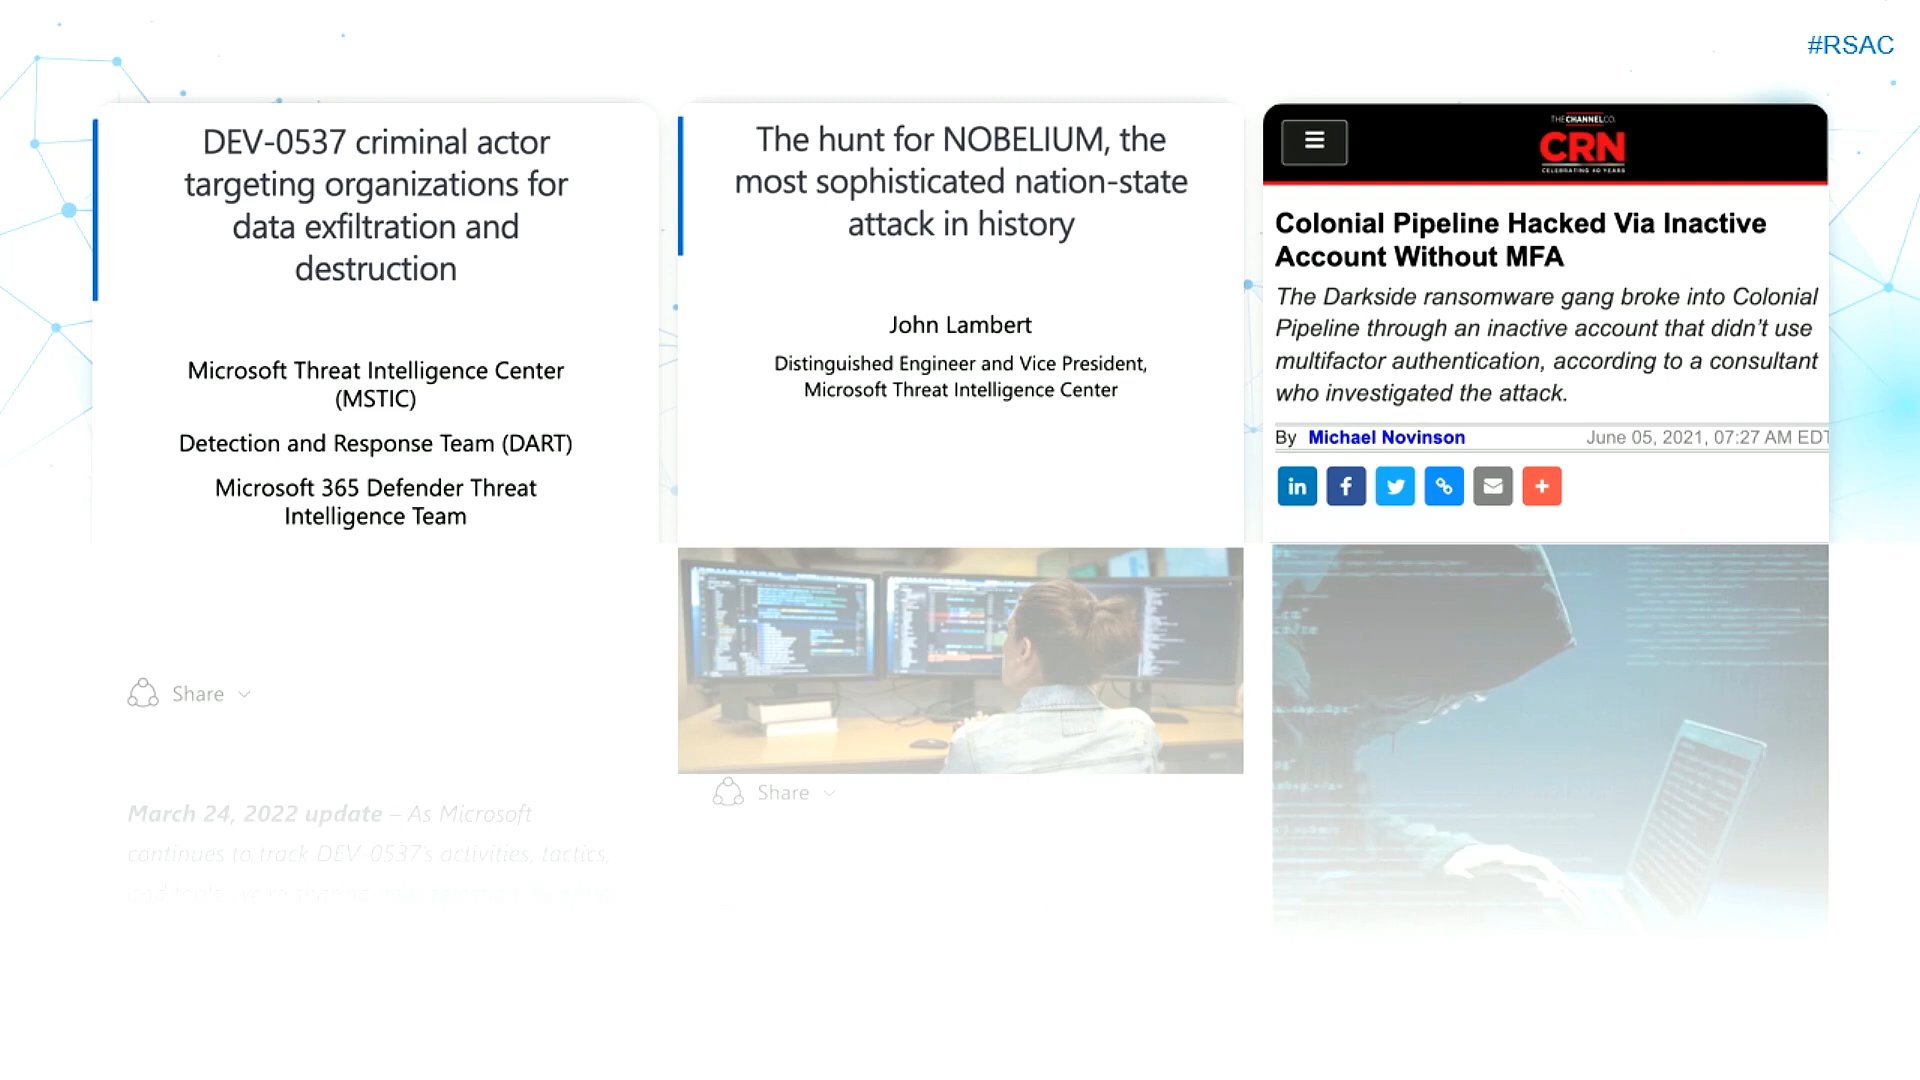 #RSAC
DEV-0537 criminal actor
targeting organizations for
data exfiltration and
destruction
Microsoft Threat Intelligence Center
(MSTIC)
Detection and Response Team (DART)
Microsoft 365 Defender Threat
Intelligence Team
Share
March 24, 2022 update – As Microsoft
continues to track DEV-0537's activities, tactics,
The hunt for NOBELIUM, the
most sophisticated nation-state
attack in history
John Lambert
Distinguished Engineer and Vice President,
Microsoft Threat Intelligence Center
Share
THE CHANNEL CO.
CRN
CELEBRATING 40 YEARS
Colonial Pipeline Hacked Via Inactive
Account Without MFA
The Darkside ransomware gang broke into Colonial
Pipeline through an inactive account that didn't use
multifactor authentication, according to a consultant
who investigated the attack.
By Michael Novinson June 05, 2021, 07:27 AM EDT